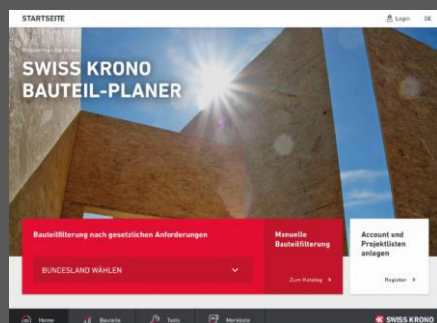 STARTSEITE
Login
DE
SWISS KRONO
BAUTEIL-PLANER
Bauteilfilterung nach gesetzlichen Anforderungen
BUNDESLAND WÄHLEN
Manuelle
Bauteilfilterung
Zum Katalog
Account und
Projektlisten
anlegen
Register
Home
Bauteile
Tools
Merkliste
SWISS KRONO